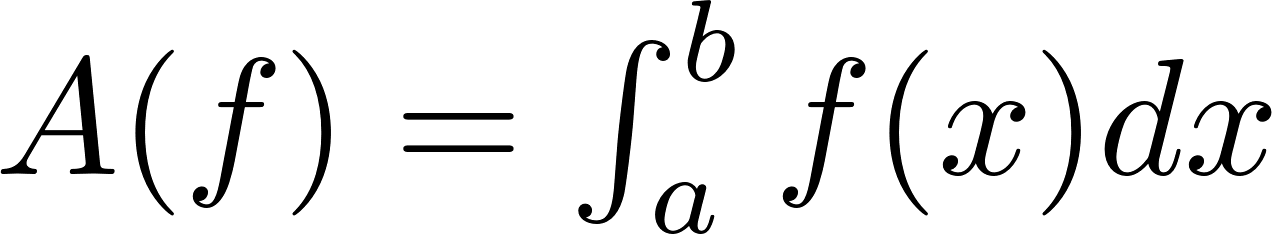 A(f) = ∫_a^b f(x)dx